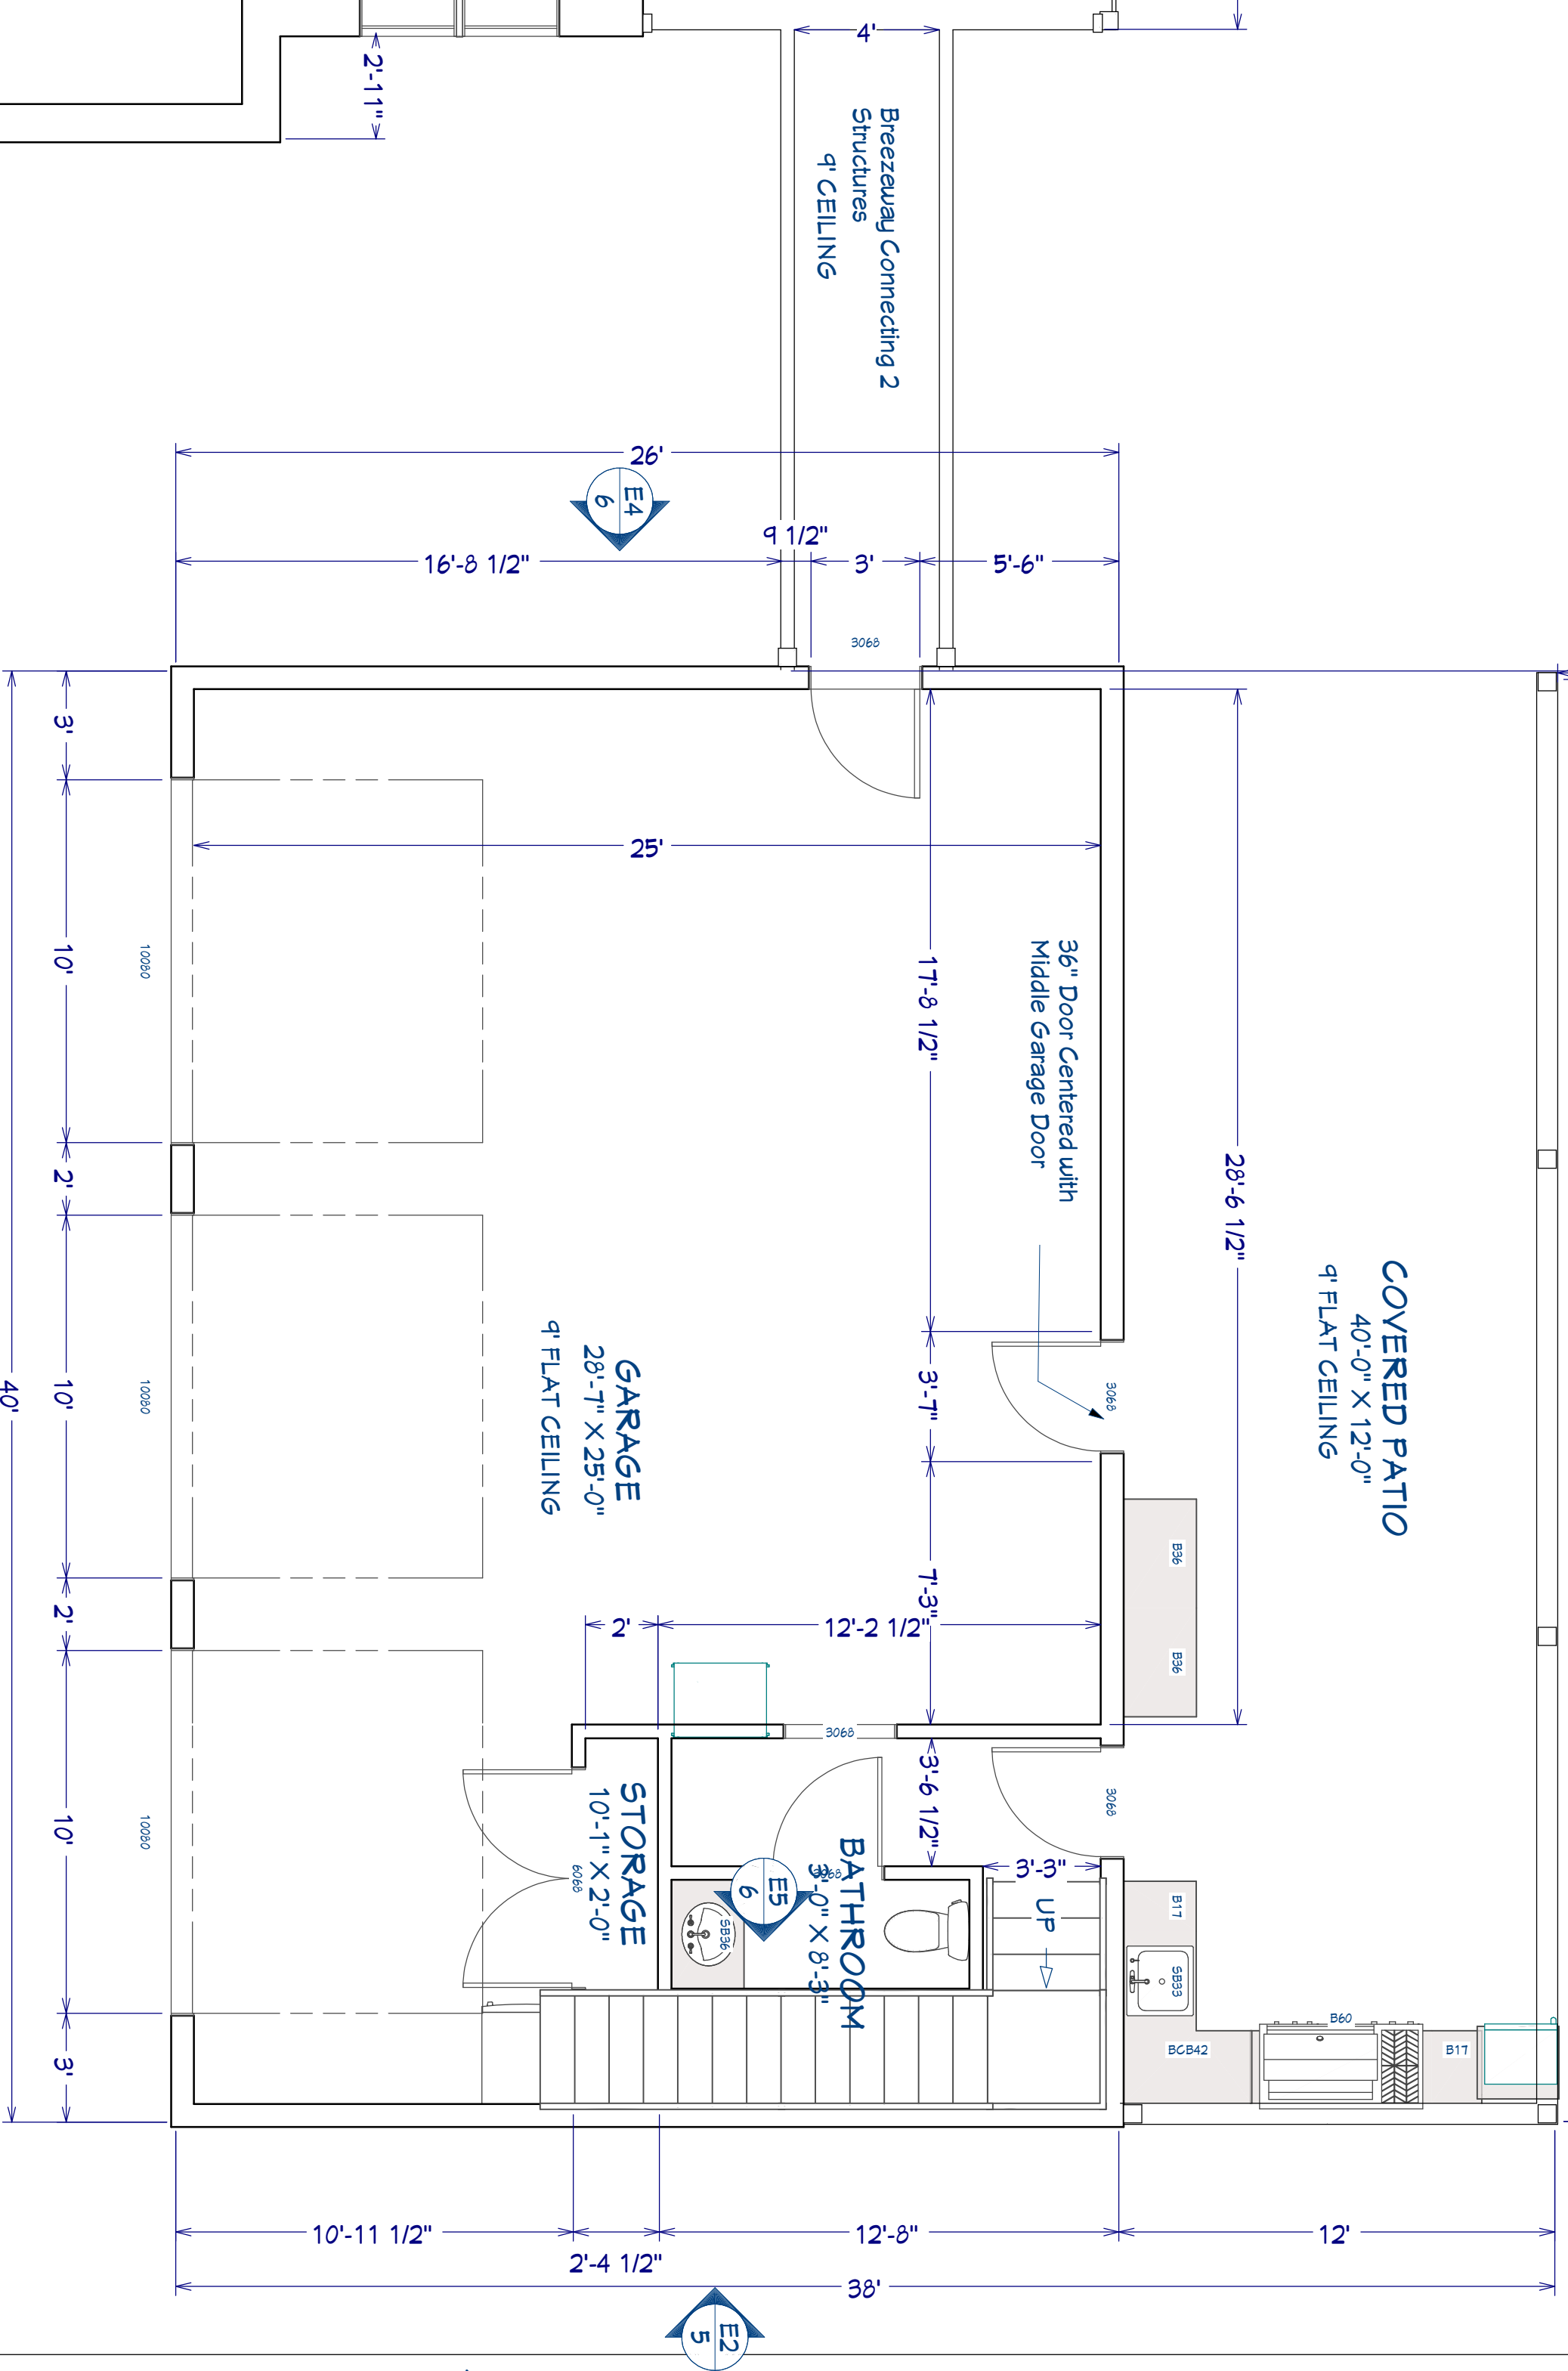 4'
2'-11"
Breezeway Connecting 2
Structures
9' CEILING
26'
E4
6
16'-8 1/2"
9 1/2"
3'
5'-6"
3068
3'
10'
2'
10'
2'
10'
3'
40'
10080
10080
10080
25'
17'-8 1/2"
3'-7"
7'-3"
28'-6 1/2"
36" Door Centered with
Middle Garage Door
3068
COVERED PATIO
40'-0" X 12'-0"
9' FLAT CEILING
GARAGE
28'-7" X 25'-0"
9' FLAT CEILING
B36
B36
2'
12'-2 1/2"
3068
3'-6 1/2"
3068
3'-3"
UP
STORAGE
10'-1" X 2'-0"
6068
BATHROOM
3'-0" X 8'-3"
3068
E5
6
SB36
B17
SB33
BCB42
B60
B17
10'-11 1/2"
2'-4 1/2"
12'-8"
12'
38'
E2
5